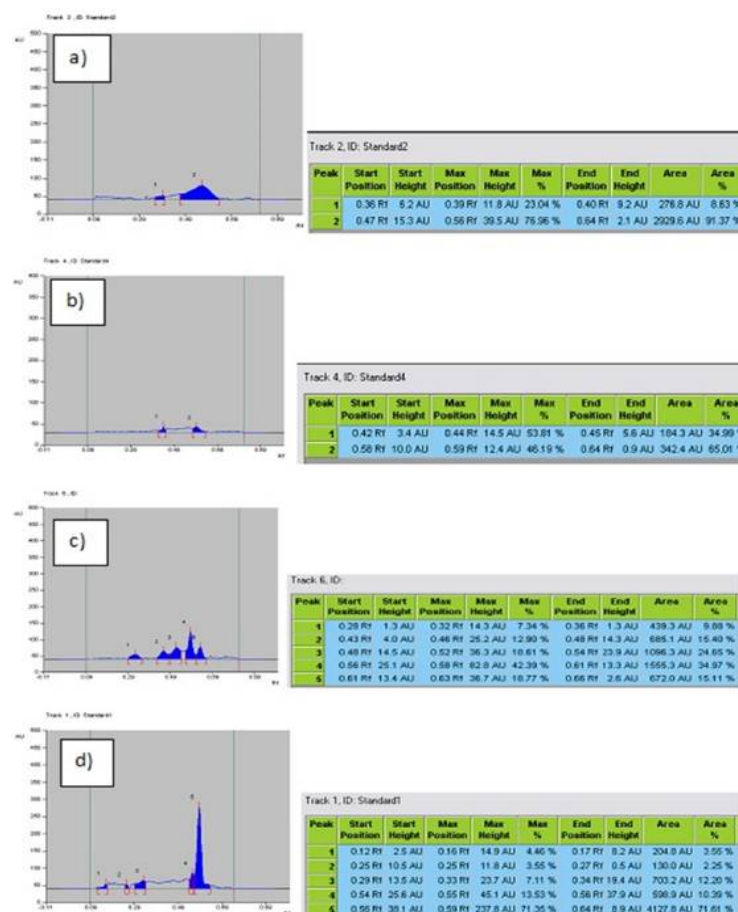 Track 2, ID: Standard2
a)
Track 2, ID: Standard2
Peak Start Position Start Height Max Position Max Height Max % End Position End Height Area Area %
1 0.36 Rf 6.2 AU 0.39 Rf 11.8 AU 23.04 % 0.40 Rf 9.2 AU 276.8 AU 8.63 %
2 0.47 Rf 15.3 AU 0.56 Rf 39.5 AU 76.96 % 0.64 Rf 2.1 AU 2929.6 AU 91.37 %
Track 4, ID: Standard4
b)
Track 4, ID: Standard4
Peak Start Position Start Height Max Position Max Height Max % End Position End Height Area Area %
1 0.42 Rf 3.4 AU 0.44 Rf 14.5 AU 53.81 % 0.45 Rf 5.6 AU 184.3 AU 34.99
2 0.58 Rf 10.0 AU 0.59 Rf 12.4 AU 46.19 % 0.64 Rf 0.9 AU 342.4 AU 65.01
c)
Track 6, ID:
Peak Start Position Start Height Max Position Max Height Max % End Position End Height Area Area %
1 0.28 Rf 1.3 AU 0.32 Rf 14.3 AU 7.34 % 0.36 Rf 1.3 AU 439.3 AU 9.88 %
2 0.43 Rf 4.0 AU 0.46 Rf 25.2 AU 12.90 % 0.48 Rf 14.3 AU 685.1 AU 15.40 %
3 0.48 Rf 14.5 AU 0.52 Rf 36.3 AU 18.61 % 0.54 Rf 23.9 AU 1096.3 AU 24.65 %
4 0.56 Rf 25.1 AU 0.58 Rf 82.8 AU 42.39 % 0.61 Rf 13.3 AU 1555.3 AU 34.97 %
5 0.61 Rf 13.4 AU 0.63 Rf 36.7 AU 18.77 % 0.66 Rf 2.6 AU 672.0 AU 15.11 %
Track 1, ID: Standard1
d)
Track 1, ID: Standard1
Peak Start Position Start Height Max Position Max Height Max % End Position End Height Area Area %
1 0.12 Rf 2.5 AU 0.16 Rf 14.9 AU 4.46 % 0.17 Rf 8.2 AU 204.8 AU 3.55 %
2 0.25 Rf 10.5 AU 0.25 Rf 11.8 AU 3.55 % 0.27 Rf 0.5 AU 130.0 AU 2.25 %
3 0.29 Rf 13.5 AU 0.33 Rf 23.7 AU 7.11 % 0.34 Rf 19.4 AU 703.2 AU 12.20 %
4 0.54 Rf 25.6 AU 0.55 Rf 45.1 AU 13.53 % 0.56 Rf 37.9 AU 598.9 AU 10.39 %
5 0.56 Rf 38.1 AU 0.59 Rf 237.8 AU 71.35 % 0.64 Rf 8.9 AU 4127.8 AU 71.61 %